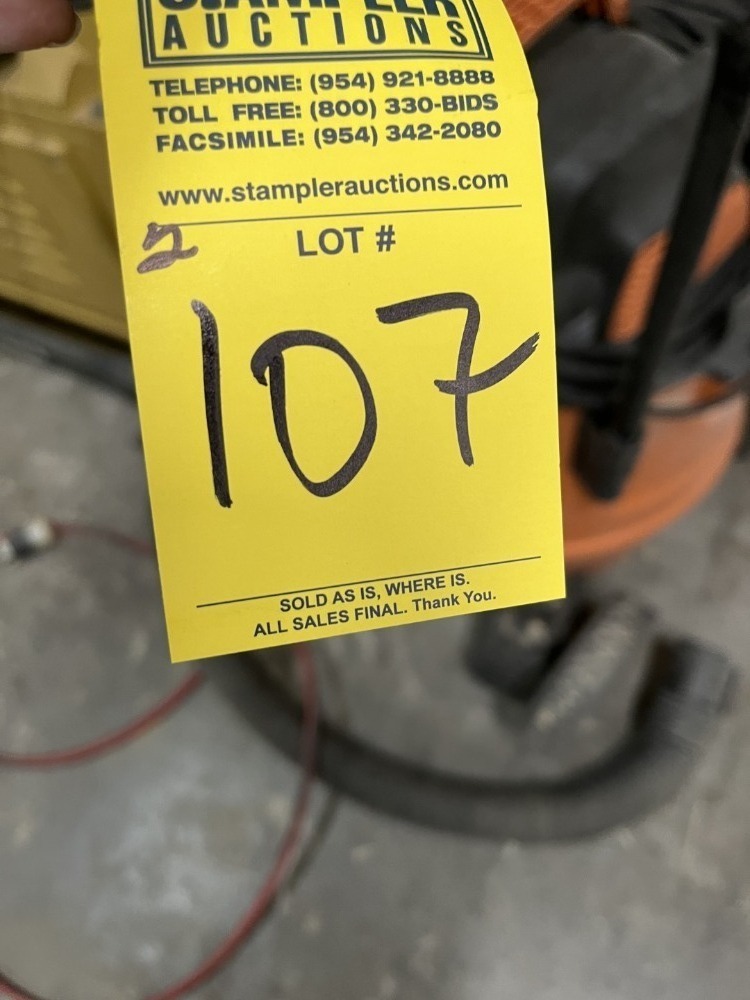 STAMPLER
AUCTIONS
TELEPHONE: (954) 921-8888
TOLL FREE: (800) 330-BIDS
FACSIMILE: (954) 342-2080
www.stamplerauctions.com
2 LOT #
107
SOLD AS IS, WHERE IS.
ALL SALES FINAL. Thank You.